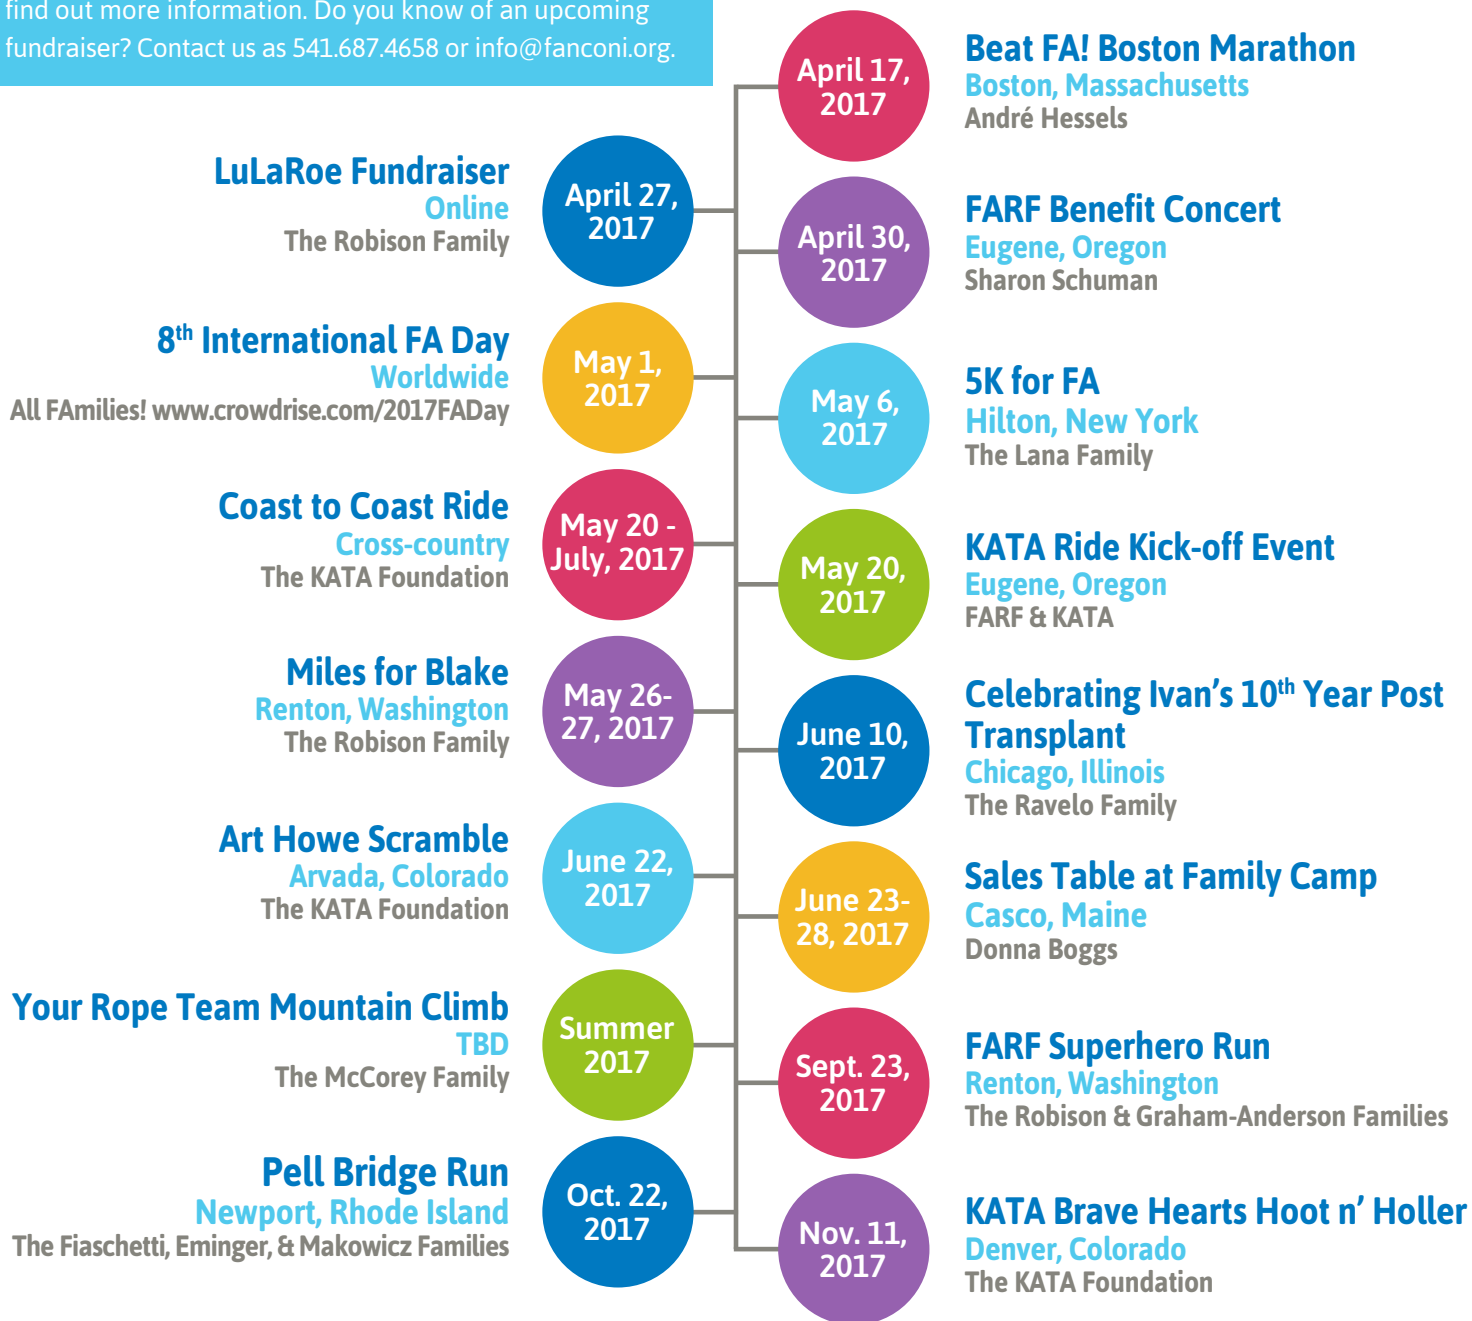 find out more information. Do you know of an upcoming
fundraiser? Contact us as 541.687.4658 or info@fanconi.org.
April 17,
2017
Beat FA! Boston Marathon
Boston, Massachusetts
André Hessels
LuLaRoe Fundraiser
Online
The Robison Family
April 27,
2017
April 30,
2017
FARF Benefit Concert
Eugene, Oregon
Sharon Schuman
8th International FA Day
Worldwide
All FAmilies! www.crowdrise.com/2017FADay
May 1,
2017
May 6,
2017
5K for FA
Hilton, New York
The Lana Family
Coast to Coast Ride
Cross-country
The KATA Foundation
May 20 -
July, 2017
May 20,
2017
KATA Ride Kick-off Event
Eugene, Oregon
FARF & KATA
Miles for Blake
Renton, Washington
The Robison Family
May 26-
27, 2017
June 10,
2017
Celebrating Ivan's 10th Year Post
Transplant
Chicago, Illinois
The Ravelo Family
Art Howe Scramble
Arvada, Colorado
The KATA Foundation
June 22,
2017
June 23-
28, 2017
Sales Table at Family Camp
Casco, Maine
Donna Boggs
Your Rope Team Mountain Climb
TBD
The McCorey Family
Summer
2017
Sept. 23,
2017
FARF Superhero Run
Renton, Washington
The Robison & Graham-Anderson Families
Pell Bridge Run
Newport, Rhode Island
The Fiaschetti, Eminger, & Makowicz Families
Oct. 22,
2017
Nov. 11,
2017
KATA Brave Hearts Hoot n' Holler
Denver, Colorado
The KATA Foundation